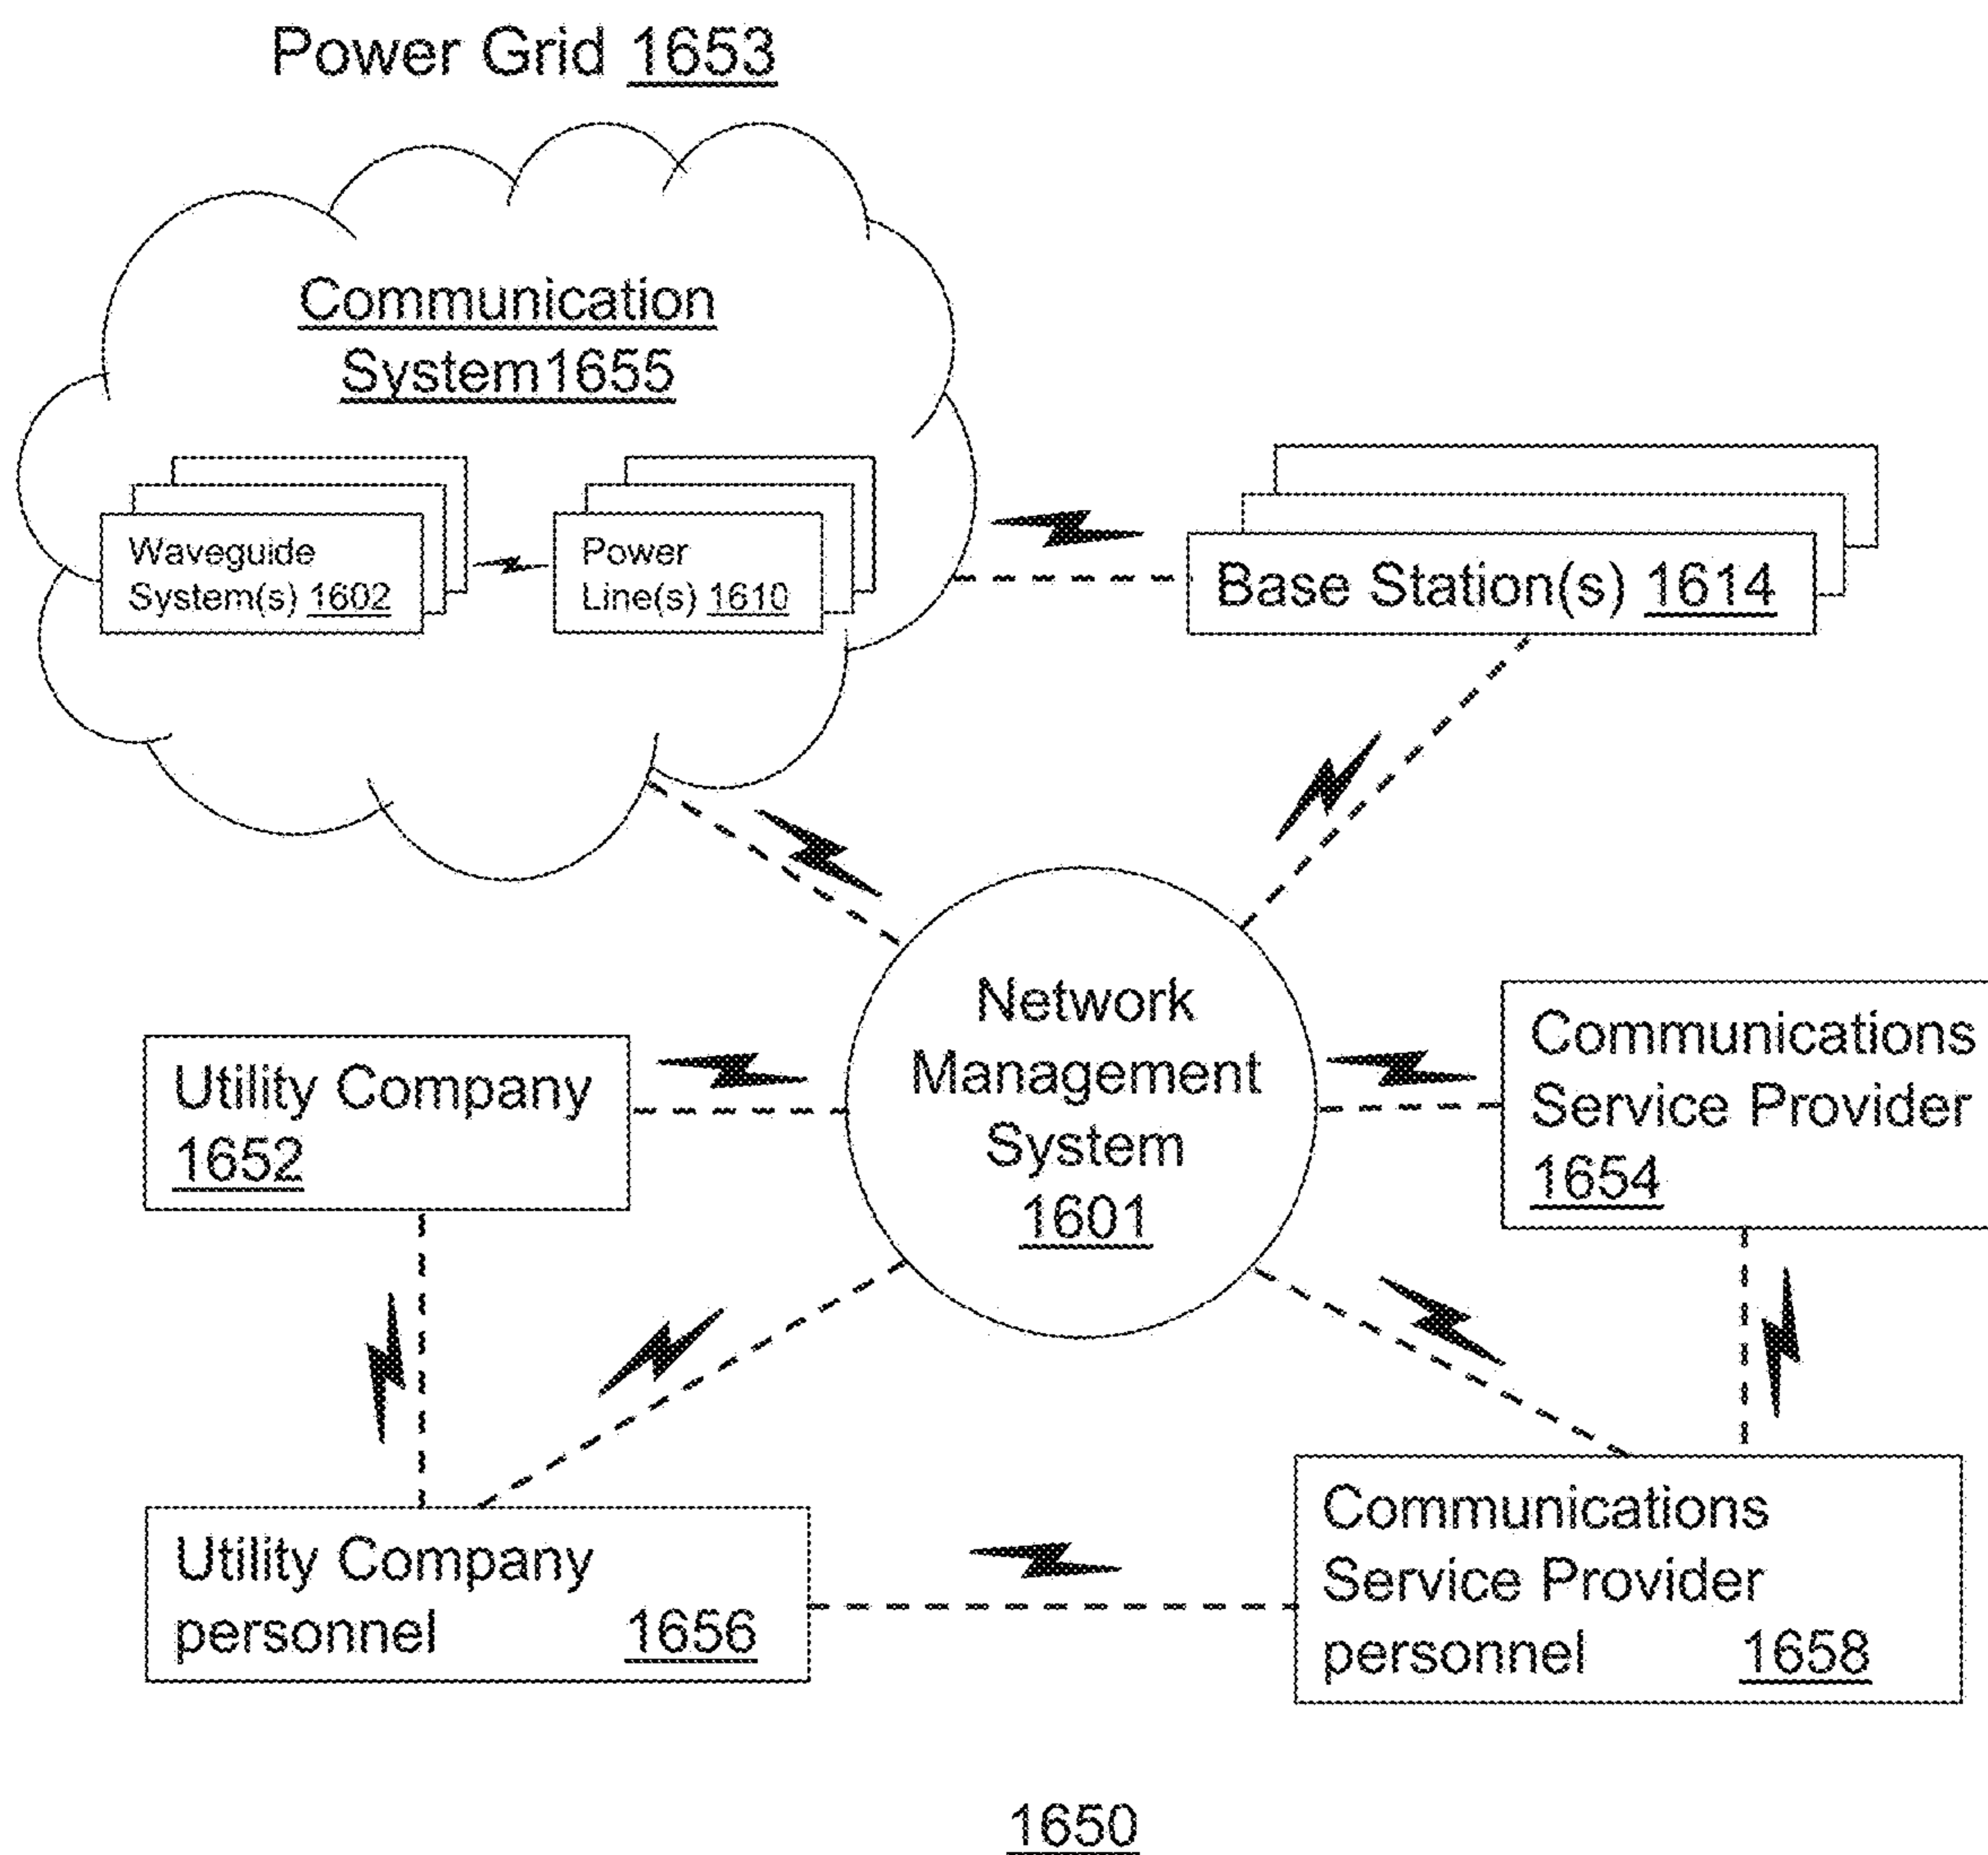 Power Grid 1653
Communication
System1655
Waveguide
System(s) 1602
Power
Line(s) 1610
Base Station(s) 1614
Network
Management
System
1601
Utility Company
1652
Communications
Service Provider
1654
Utility Company
personnel 1656
Communications
Service Provider
personnel 1658
1650